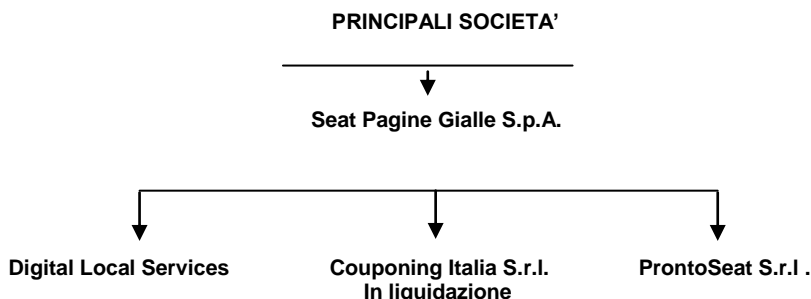 PRINCIPALI SOCIETA’
Seat Pagine Gialle S.p.A.
Digital Local Services
Couponing Italia S.r.l.
In liquidazione
ProntoSeat S.r.l .